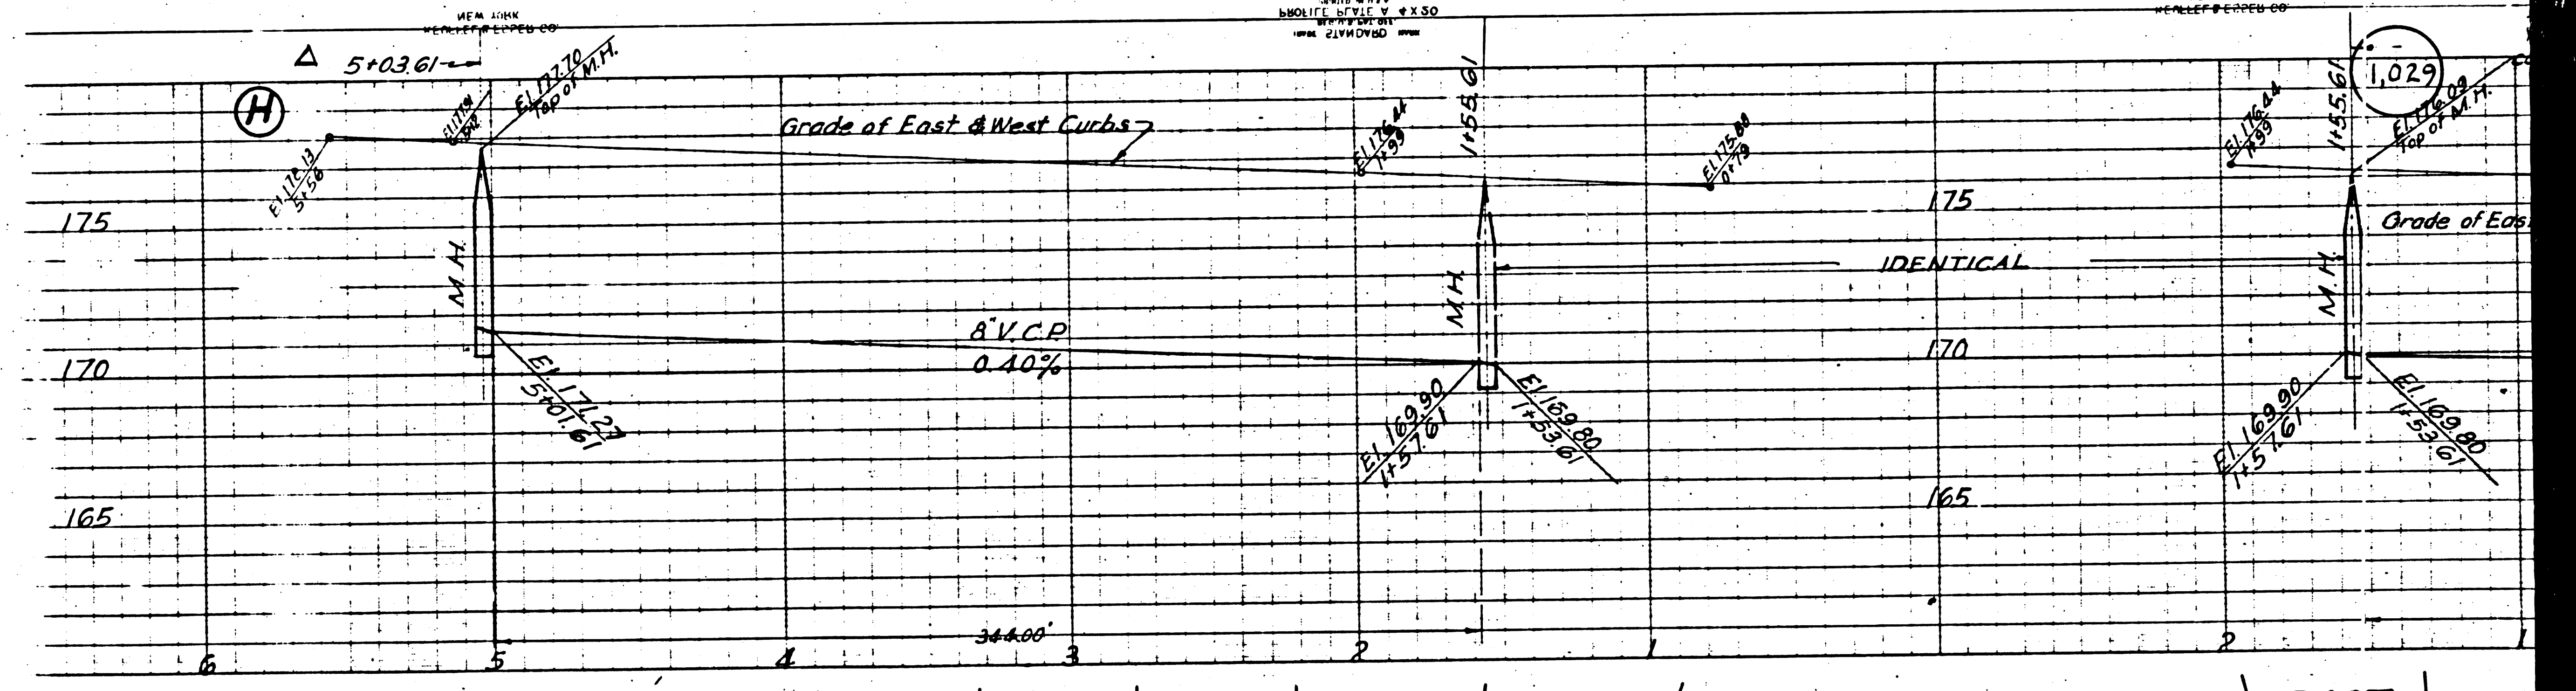 NEW YORK
KEUFFEL & ESSER CO
PROFILE PLATE A 4X20
STANDARD
KEUFFEL & ESSER CO
△ 5+03.61
H
El. 177.70
Top of M.H.
El. 178.13
5+56
Grade of East & West Curbs
El. 176.44
1+99
1+55.61
El. 175.88
0+79
El. 176.44
1+99
1+55.61
1,029
El. 176.09
Top of M.H.
175
175
Grade of Eas
M.H.
M.H.
IDENTICAL
M.H.
8" V.C.P.
0.40%
170
170
El. 171.27
5+01.61
El. 169.90
1+57.61
El. 169.80
1+53.61
El. 169.90
1+57.61
El. 169.80
1+53.61
165
165
344.00'
6 5 4 3 2 1 2 1